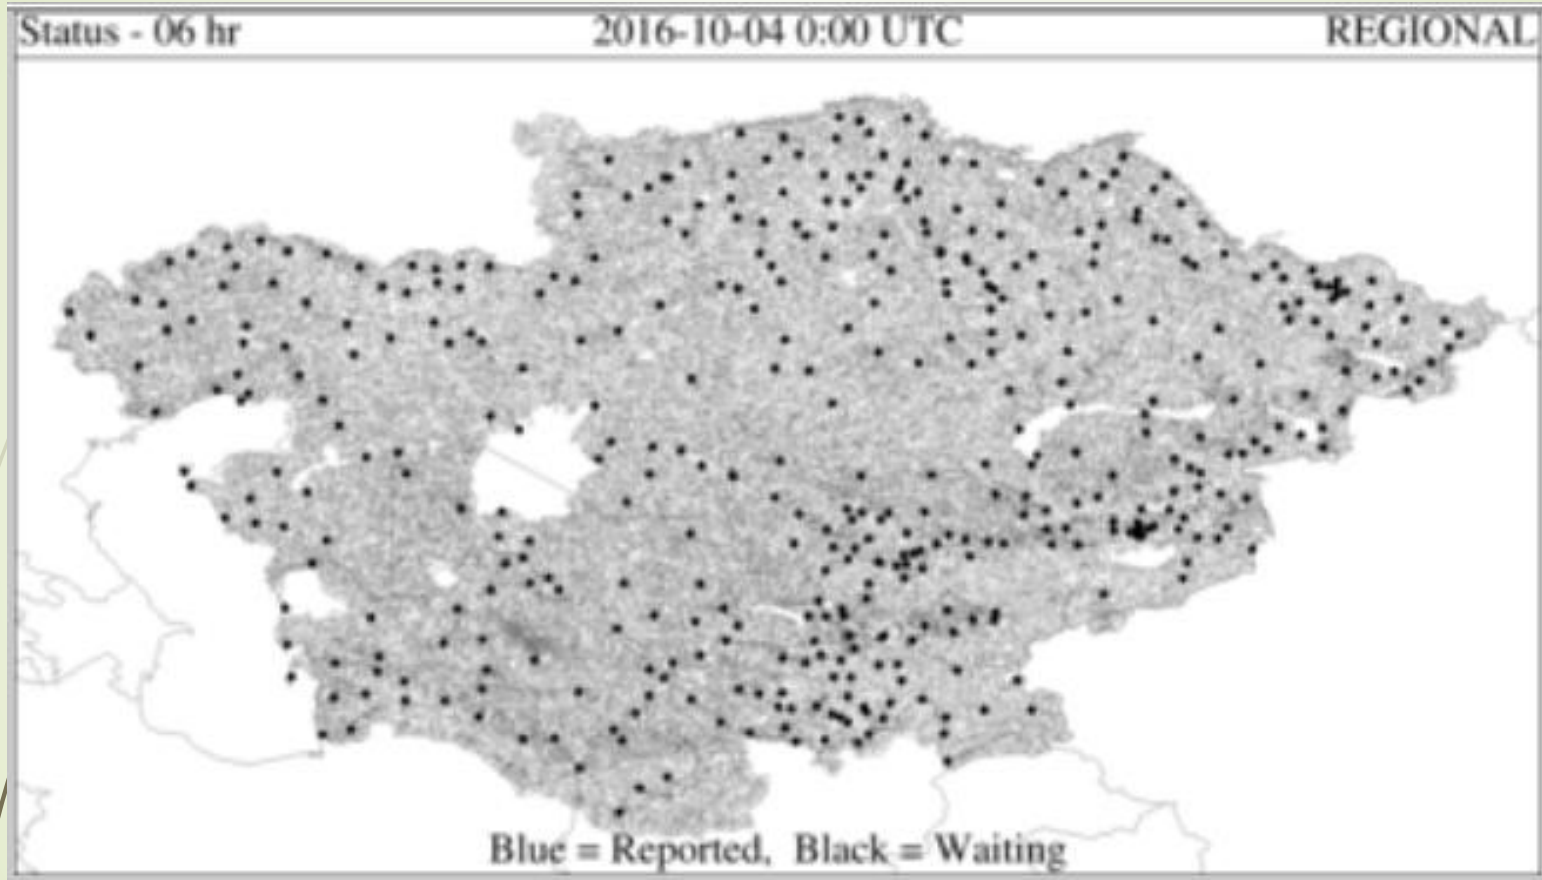 Status - 06 hr 2016-10-04 0:00 UTC REGIONAL
Blue = Reported, Black = Waiting